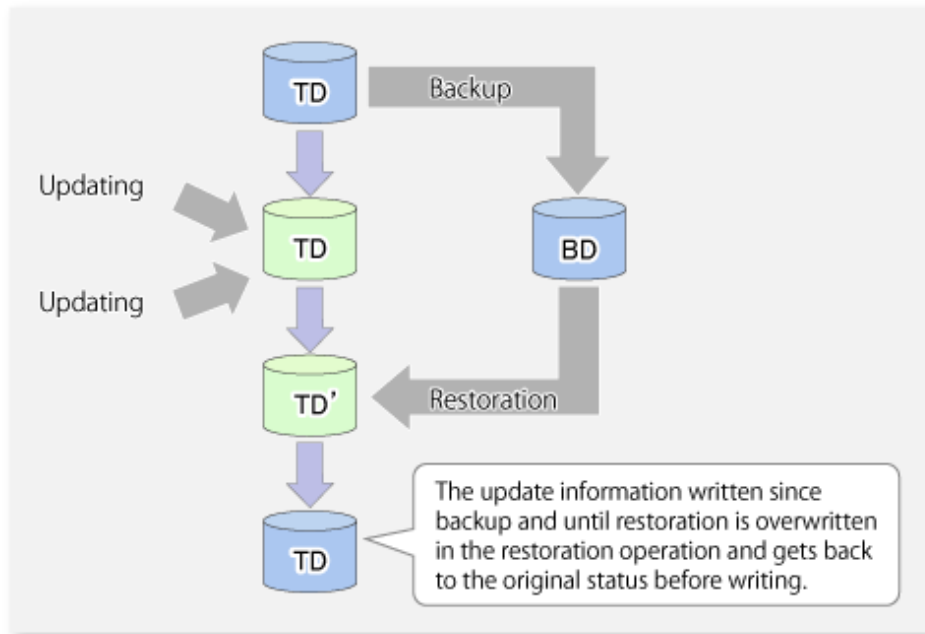 TD
Backup
Updating
TD
BD
Updating
TD’
Restoration
The update information written since
backup and until restoration is overwritten
in the restoration operation and gets back
to the original status before writing.
TD